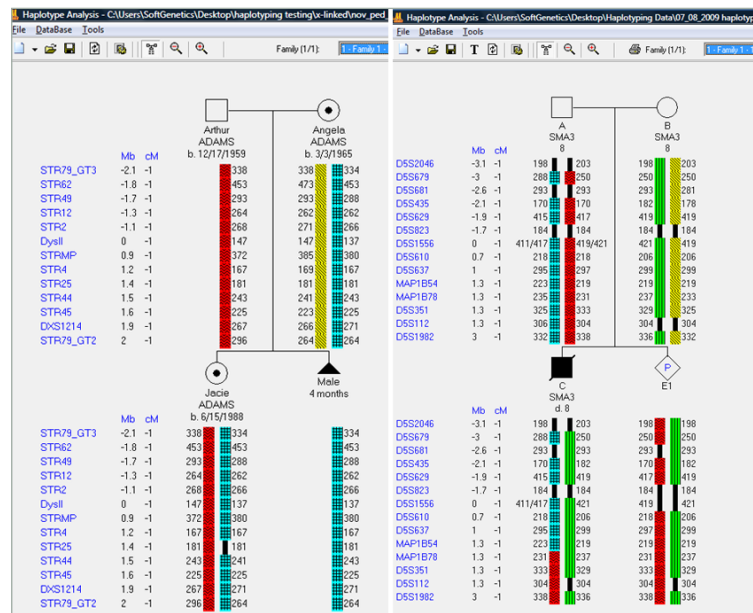 Haplotype Analysis - C:\Users\SoftGenetics\Desktop\haplotyping testing\x-linked\nov_ped_
File DataBase Tools
Family (1/1): 1 - Family 1 -
Arthur ADAMS b. 12/17/1959
Angela ADAMS b. 3/3/1965
Mb cM
STR79_GT3 -2.1 -1 338 338 334
STR62 -1.8 -1 453 473 453
STR49 -1.7 -1 293 293 288
STR12 -1.3 -1 264 262 262
STR2 -1.1 -1 268 271 266
DysII 0 -1 147 147 137
STRMP 0.9 -1 372 385 380
STR4 1.2 -1 167 169 167
STR25 1.4 -1 181 181 181
STR44 1.5 -1 243 241 243
STR45 1.6 -1 225 223 225
DXS1214 1.9 -1 267 266 271
STR79_GT2 2 -1 296 264 264
Jacie ADAMS b. 6/15/1988
Male 4 months
Mb cM
STR79_GT3 -2.1 -1 338 334 334
STR62 -1.8 -1 453 453 453
STR49 -1.7 -1 293 288 288
STR12 -1.3 -1 264 262 262
STR2 -1.1 -1 268 266 266
DysII 0 -1 147 137 137
STRMP 0.9 -1 372 380 380
STR4 1.2 -1 167 167 167
STR25 1.4 -1 181 181 181
STR44 1.5 -1 243 241 241
STR45 1.6 -1 225 225 225
DXS1214 1.9 -1 267 271 271
STR79_GT2 2 -1 296 264 264
Haplotype Analysis - C:\Users\SoftGenetics\Desktop\Haplotyping Data\07_08_2009 haplotyp
File DataBase Tools
T Family (1/1): 1 - Family 1
A SMA3 8
B SMA3 8
Mb cM
D5S2046 -3.1 -1 198 203 198 203
D5S679 -3 -1 288 250 250 250
D5S681 -2.6 -1 293 293 293 281
D5S435 -2.1 -1 170 170 182 178
D5S629 -1.9 -1 415 417 419 419
D5S823 -1.7 -1 184 184 184 184
D5S1556 0 -1 411/417 419/421 421 419
D5S610 0.7 -1 218 218 206 206
D5S637 1 -1 295 297 299 299
MAP1B54 1.3 -1 223 219 219 219
MAP1B78 1.3 -1 235 231 237 233
D5S351 1.3 -1 325 333 329 325
D5S112 1.3 -1 306 304 304 304
D5S1982 3 -1 332 338 336 332
C SMA3 d. 8
P
E1
Mb cM
D5S2046 -3.1 -1 198 203 198 198
D5S679 -3 -1 288 250 250 250
D5S681 -2.6 -1 293 293 293 293
D5S435 -2.1 -1 170 182 170 182
D5S629 -1.9 -1 415 419 417 419
D5S823 -1.7 -1 184 184 184 184
D5S1556 0 -1 411/417 421 419 421
D5S610 0.7 -1 218 206 218 206
D5S637 1 -1 295 299 297 299
MAP1B54 1.3 -1 223 219 219 219
MAP1B78 1.3 -1 231 237 231 237
D5S351 1.3 -1 333 329 333 329
D5S112 1.3 -1 304 304 304 304
D5S1982 3 -1 338 336 338 336